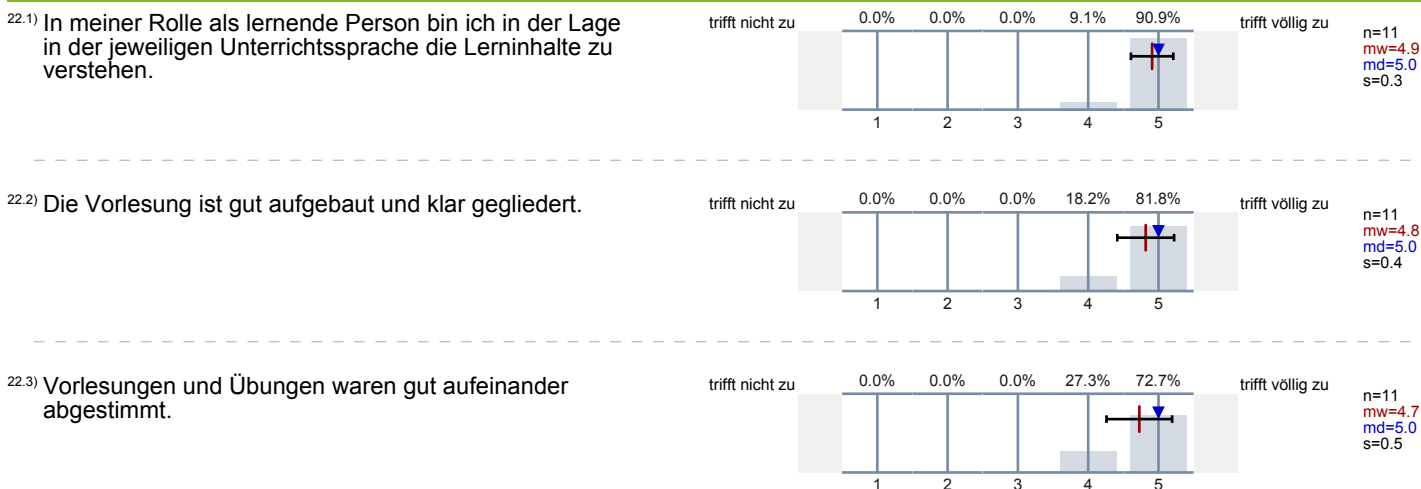 22.1) In meiner Rolle als lernende Person bin ich in der Lage
in der jeweiligen Unterrichtssprache die Lerninhalte zu
verstehen.
trifft nicht zu
0.0% 0.0% 0.0% 9.1% 90.9%
trifft völlig zu
n=11
mw=4.9
md=5.0
s=0.3
1 2 3 4 5
22.2) Die Vorlesung ist gut aufgebaut und klar gegliedert.
trifft nicht zu
0.0% 0.0% 0.0% 18.2% 81.8%
trifft völlig zu
n=11
mw=4.8
md=5.0
s=0.4
1 2 3 4 5
22.3) Vorlesungen und Übungen waren gut aufeinander
abgestimmt.
trifft nicht zu
0.0% 0.0% 0.0% 27.3% 72.7%
trifft völlig zu
n=11
mw=4.7
md=5.0
s=0.5
1 2 3 4 5